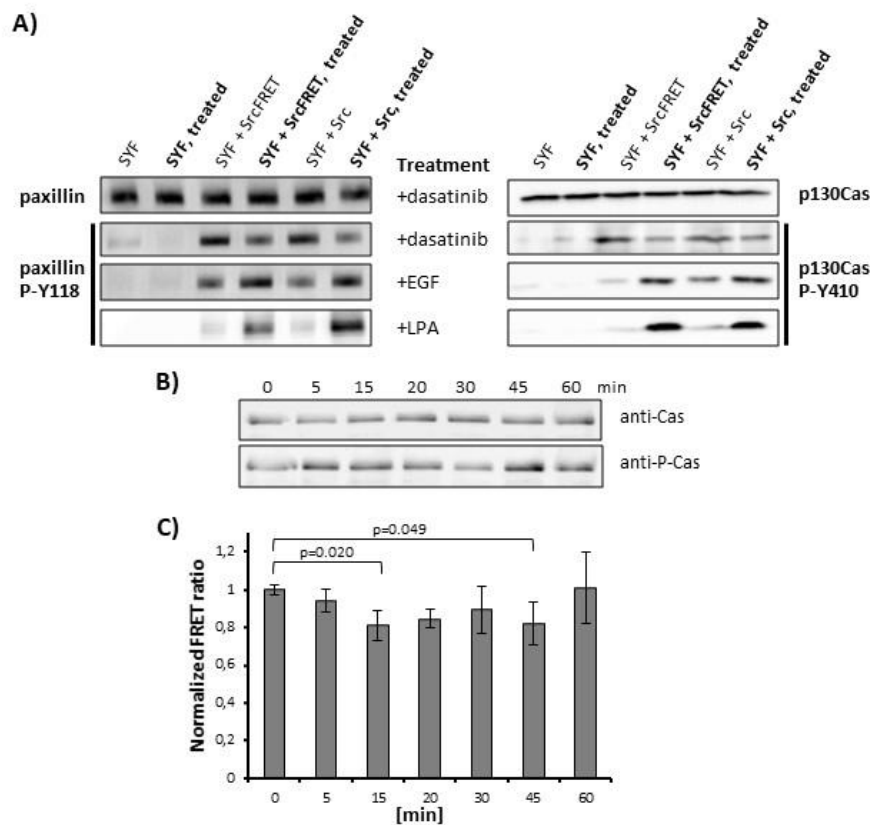 A)
SYF
SYF, treated
SYF + SrcFRET
SYF + SrcFRET, treated
SYF + Src
SYF + Src, treated
Treatment
SYF
SYF, treated
SYF + SrcFRET
SYF + SrcFRET, treated
SYF + Src
SYF + Src, treated
paxillin
+dasatinib
p130Cas
+dasatinib
paxillin
P-Y118
+EGF
p130Cas
P-Y410
+LPA
B)
0 5 15 20 30 45 60 min
anti-Cas
anti-P-Cas
C)
p=0.049
p=0.020
Normalized FRET ratio
1,2
1
0,8
0,6
0,4
0,2
0
0 5 15 20 30 45 60
[min]